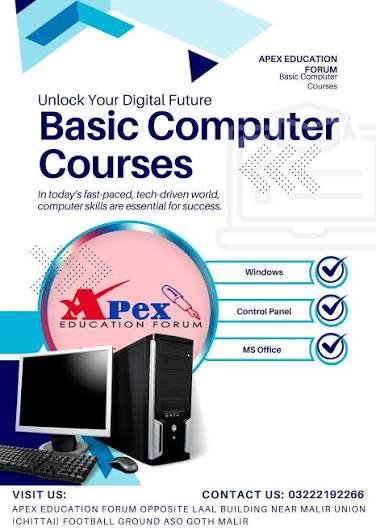 APEX EDUCATION
FORUM
Basic Computer
Courses
Unlock Your Digital Future
Basic Computer
Courses
In today's fast-paced, tech-driven world,
computer skills are essential for success.
Windows
Control Panel
MS Office
Apex
EDUCATION FORUM
VISIT US:
CONTACT US: 03222192266
APEX EDUCATION FORUM OPPOSITE LAAL BUILDING NEAR MALIR UNION
(CHITTAI) FOOTBALL GROUND ASO GOTH MALIR